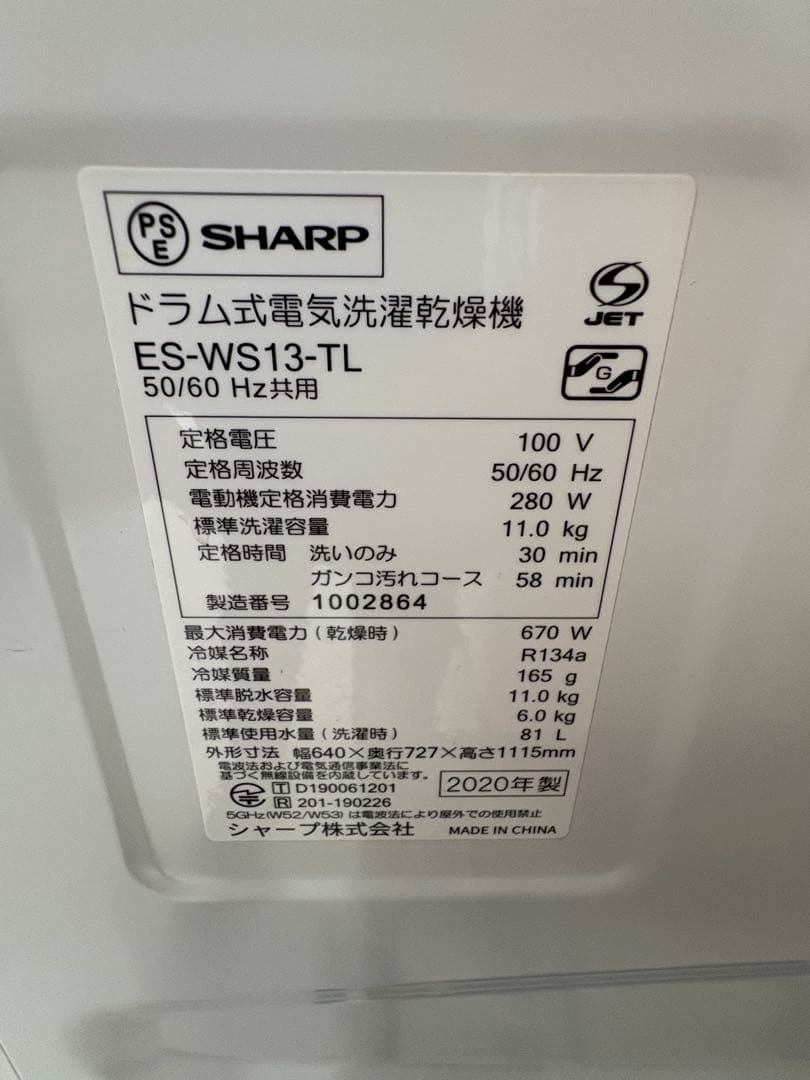 PSE SHARP
ドラム式電気洗濯乾燥機
S JET
ES-WS13-TL
50/60 Hz共用
G
定格電圧 100 V
定格周波数 50/60 Hz
電動機定格消費電力 280 W
標準洗濯容量 11.0 kg
定格時間 洗いのみ 30 min
ガンコ汚れコース 58 min
製造番号 1002864
最大消費電力(乾燥時) 670 W
冷媒名称 R134a
冷媒質量 165 g
標準脱水容量 11.0 kg
標準乾燥容量 6.0 kg
標準使用水量(洗濯時) 81 L
外形寸法 幅640×奥行727×高さ1115mm
電波法および電気通信事業法に
基づく無線設備を内蔵しています。
T D190061201
R 201-190226
2020年製
5GHz(W52/W53)は電波法により屋外での使用禁止
シャープ株式会社 MADE IN CHINA